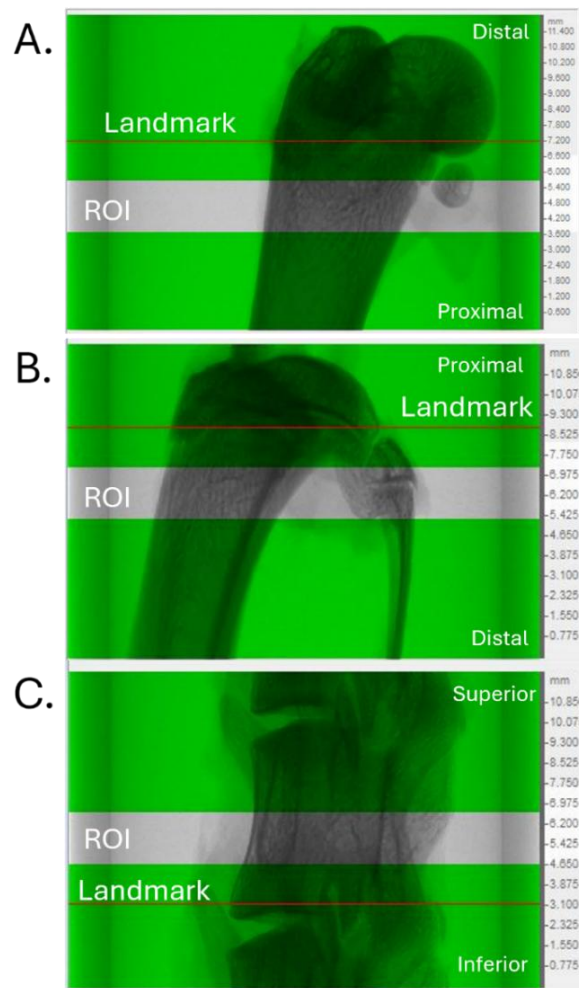 A.
Distal
Landmark
ROI
Proximal
mm
11.400
10.800
10.200
9.600
9.000
8.400
7.800
7.200
6.600
6.000
5.400
4.800
4.200
3.600
3.000
2.400
1.800
1.200
0.600
B.
Proximal
Landmark
ROI
Distal
mm
10.850
10.075
9.300
8.525
7.750
6.975
6.200
5.425
4.650
3.875
3.100
2.325
1.550
0.775
C.
Superior
ROI
Landmark
Inferior
mm
10.850
10.075
9.300
8.525
7.750
6.975
6.200
5.425
4.650
3.875
3.100
2.325
1.550
0.775